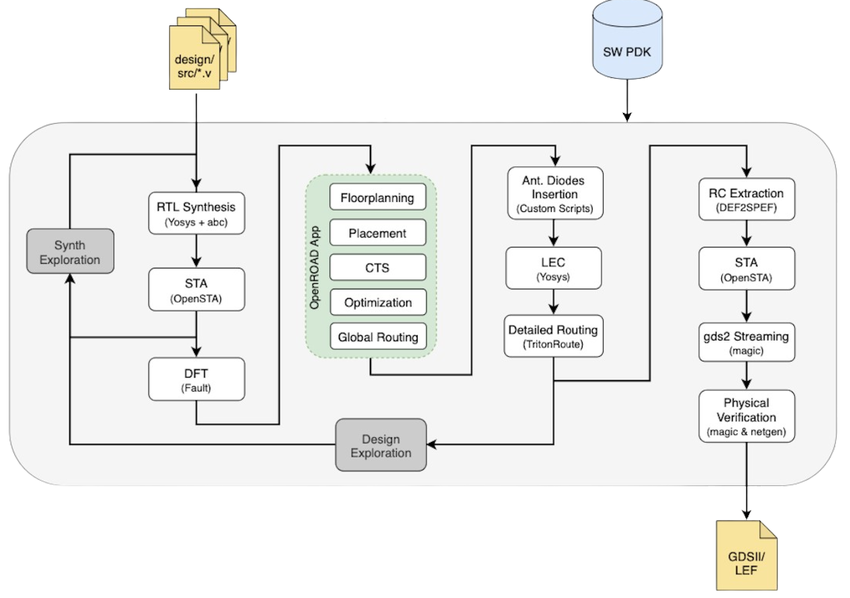 design/
src/*.v
SW PDK
RTL Synthesis
(Yosys + abc)
Synth
Exploration
STA
(OpenSTA)
DFT
(Fault)
OpenROAD App
Floorplanning
Placement
CTS
Optimization
Global Routing
Design
Exploration
Ant. Diodes
Insertion
(Custom Scripts)
LEC
(Yosys)
Detailed Routing
(TritonRoute)
RC Extraction
(DEF2SPEF)
STA
(OpenSTA)
gds2 Streaming
(magic)
Physical
Verification
(magic & netgen)
GDSII/
LEF